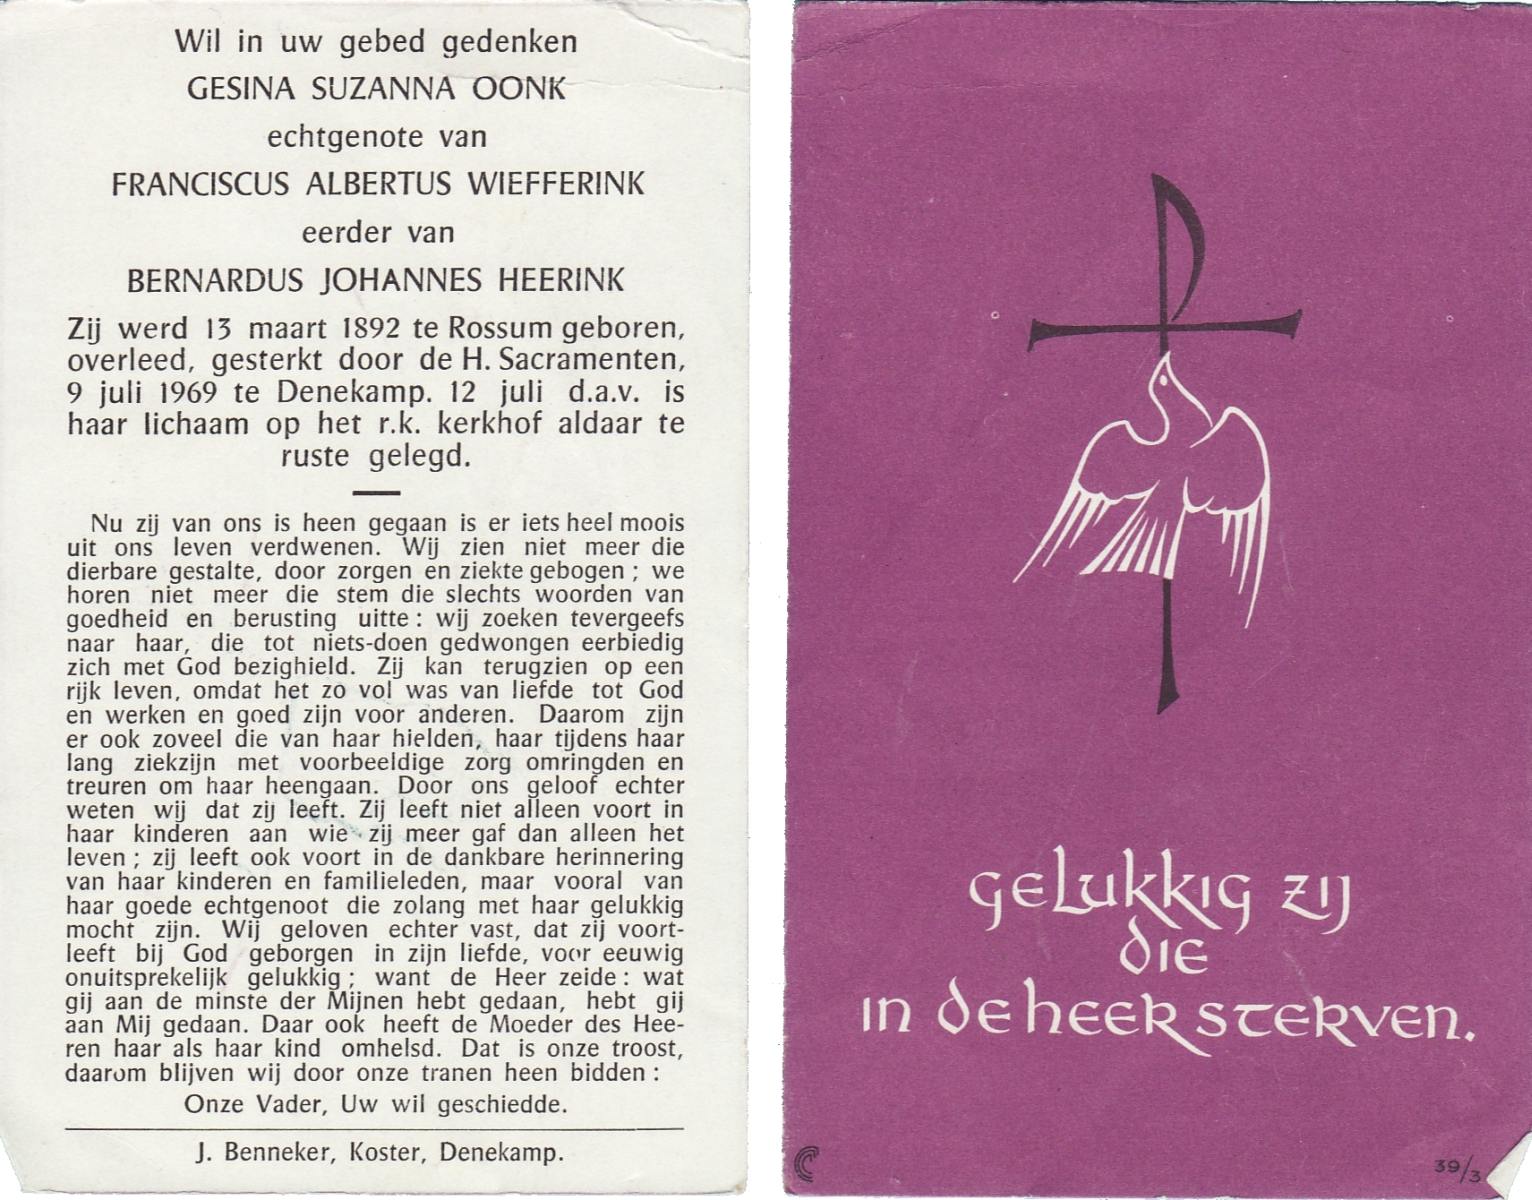 Wil in uw gebed gedenken
GESINA SUZANNA OONK
echtgenote van
FRANCISCUS ALBERTUS WIEFFERINK
eerder van
BERNARDUS JOHANNES HEERINK
Zij werd 13 maart 1892 te Rossum geboren,
overleed, gesterkt door de H. Sacramenten,
9 juli 1969 te Denekamp. 12 juli d.a.v. is
haar lichaam op het r.k. kerkhof aldaar te
ruste gelegd.
Nu zij van ons is heen gegaan is er iets heel moois
uit ons leven verdwenen. Wij zien niet meer die
dierbare gestalte, door zorgen en ziekte gebogen ; we
horen niet meer die stem die slechts woorden van
goedheid en berusting uitte : wij zoeken tevergeefs
naar haar, die tot niets-doen gedwongen eerbiedig
zich met God bezighield. Zij kan terugzien op een
rijk leven, omdat het zo vol was van liefde tot God
en werken en goed zijn voor anderen. Daarom zijn
er ook zoveel die van haar hielden, haar tijdens haar
lang ziekzijn met voorbeeldige zorg omringden en
treuren om haar heengaan. Door ons geloof echter
weten wij dat zij leeft. Zij leeft niet alleen voort in
haar kinderen aan wie zij meer gaf dan alleen het
leven ; zij leeft ook voort in de dankbare herinnering
van haar kinderen en familieleden, maar vooral van
haar goede echtgenoot die zolang met haar gelukkig
mocht zijn. Wij geloven echter vast, dat zij voort-
leeft bij God geborgen in zijn liefde, voor eeuwig
onuitsprekelijk gelukkig ; want de Heer zeide : wat
gij aan de minste der Mijnen hebt gedaan, hebt gij
aan Mij gedaan. Daar ook heeft de Moeder des Hee-
ren haar als haar kind omhelsd. Dat is onze troost,
daarom blijven wij door onze tranen heen bidden :
Onze Vader, Uw wil geschiedde.
J. Benneker, Koster, Denekamp.
gelukkig zij
die
in de heer sterven.
39/3